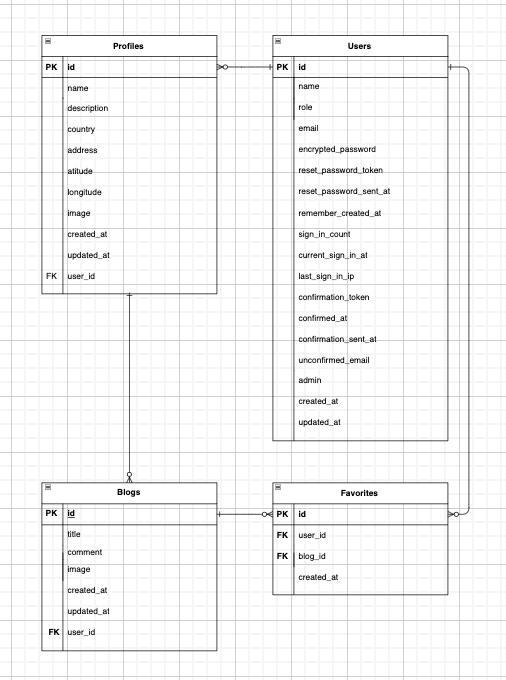 Profiles
PK id
name
description
country
address
atitude
longitude
image
created_at
updated_at
FK user_id
Users
PK id
name
role
email
encrypted_password
reset_password_token
reset_password_sent_at
remember_created_at
sign_in_count
current_sign_in_at
last_sign_in_ip
confirmation_token
confirmed_at
confirmation_sent_at
unconfirmed_email
admin
created_at
updated_at
Blogs
PK id
title
comment
image
created_at
updated_at
FK user_id
Favorites
PK id
FK user_id
FK blog_id
created_at